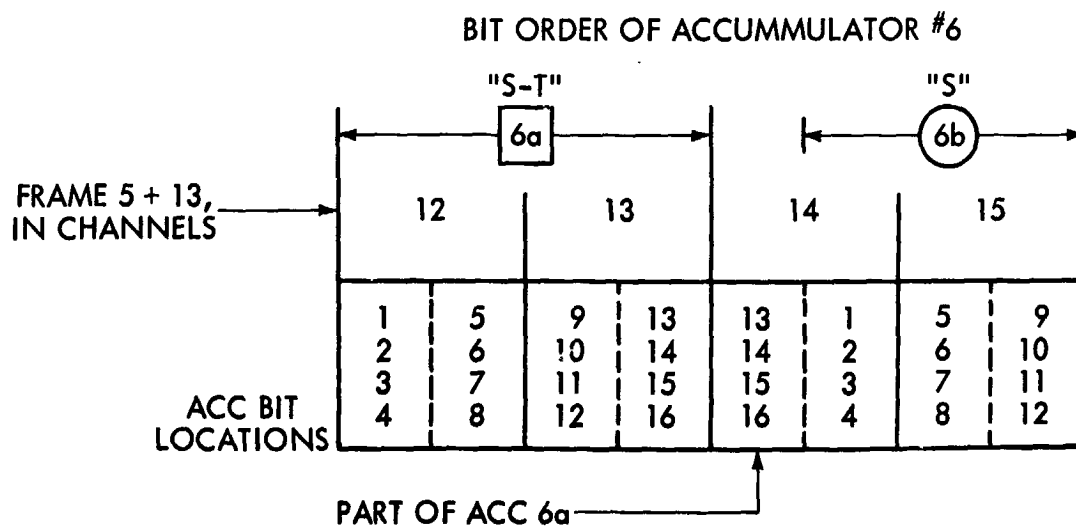 BIT ORDER OF ACCUMMULATOR #6
"S-T" "S"
6a 6b
FRAME 5 + 13,
IN CHANNELS
12 13 14 15
1 5 9 13 13 1 5 9
2 6 10 14 14 2 6 10
3 7 11 15 15 3 7 11
4 8 12 16 16 4 8 12
ACC BIT
LOCATIONS
PART OF ACC 6a